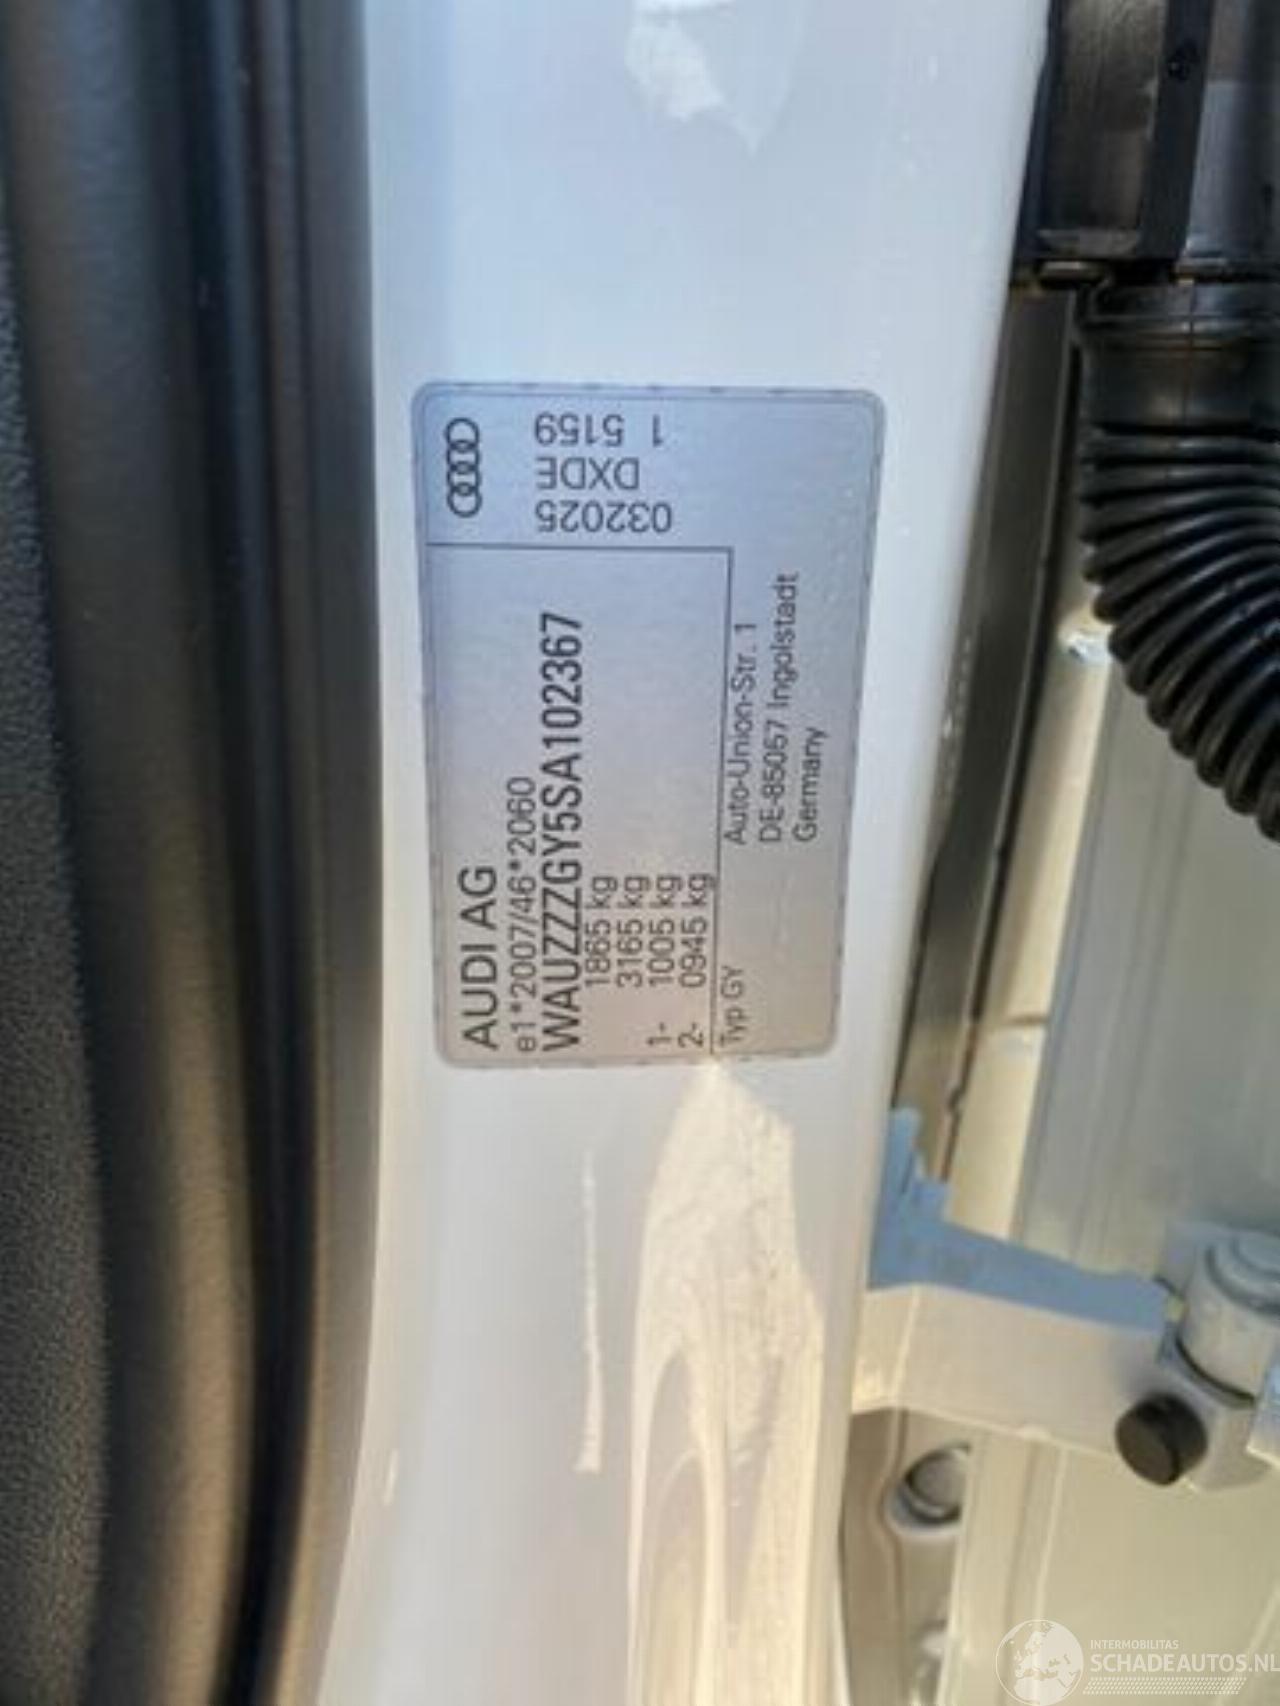 AUDI AG
e1*2007/46*2060
WAUZZZGY5SA102367
1865 kg
3165 kg
1- 1005 kg
2- 0945 kg
Typ GY
Auto-Union-Str. 1
DE-85057 Ingolstadt
Germany
032025
DXDE
1 5159
INTERMOBILITAS
SCHADEAUTOS.NL